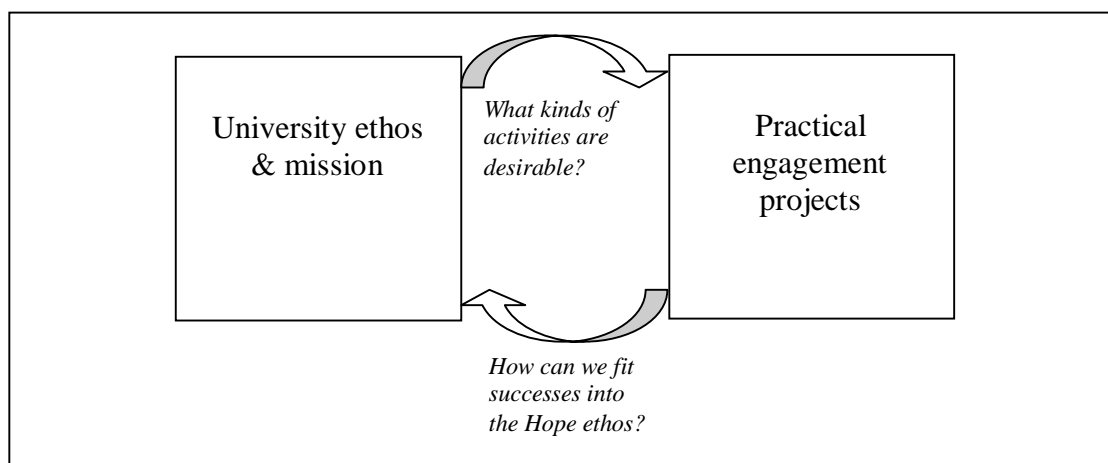 University ethos
& mission
What kinds of
activities are
desirable?
Practical
engagement
projects
How can we fit
successes into
the Hope ethos?